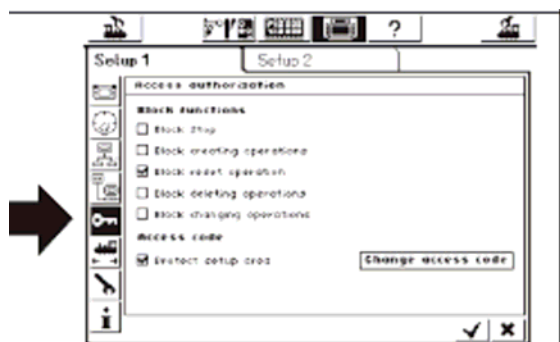 ?
Setup 1
Setup 2
Access authorization
Block functions
Block Stop
Block creating operations
Block reset operation
Block deleting operations
Block changing operations
Access code
Protect setup area
Change access code
i